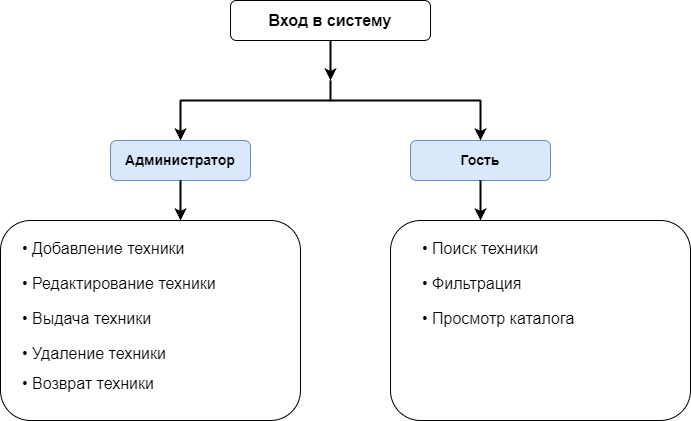 Вход в систему
Администратор
Гость
• Добавление техники
• Редактирование техники
• Выдача техники
• Удаление техники
• Возврат техники
• Поиск техники
• Фильтрация
• Просмотр каталога